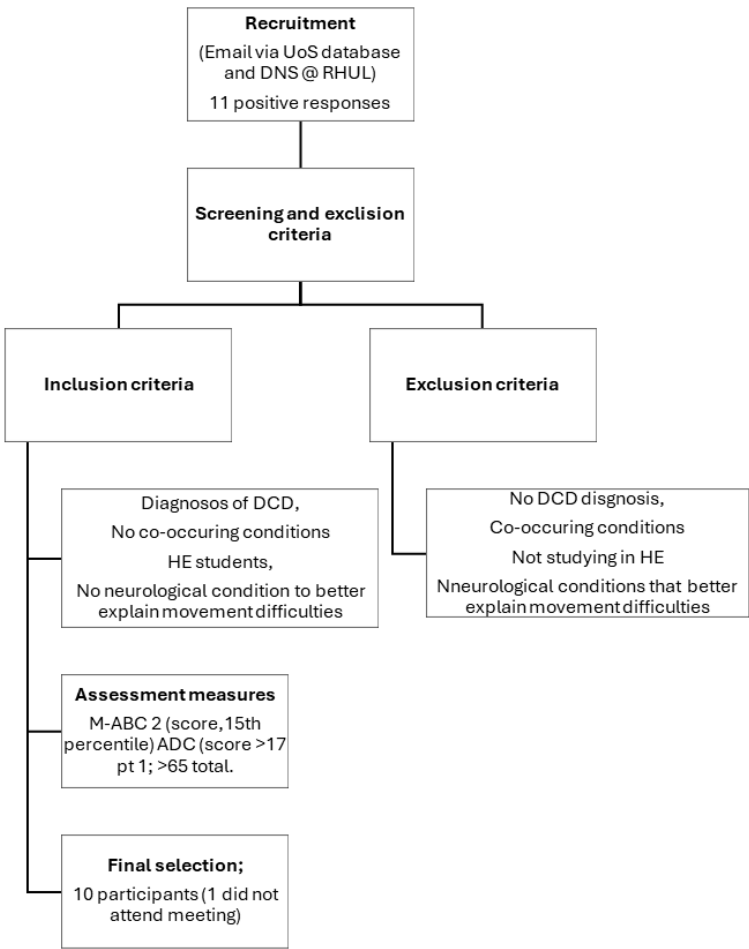 Recruitment
(Email via UoS database
and DNS @ RHUL)
11 positive responses
Screening and exclision
criteria
Inclusion criteria
Exclusion criteria
Diagnosos of DCD,
No co-occuring conditions
HE students,
No neurological condition to better
explain movement difficulties
No DCD disgnosis,
Co-occuring conditions
Not studying in HE
Nneurological conditions that better
explain movement difficulties
Assessment measures
M-ABC 2 (score,15th
percentile) ADC (score >17
pt 1; >65 total.
Final selection;
10 participants (1 did not
attend meeting)